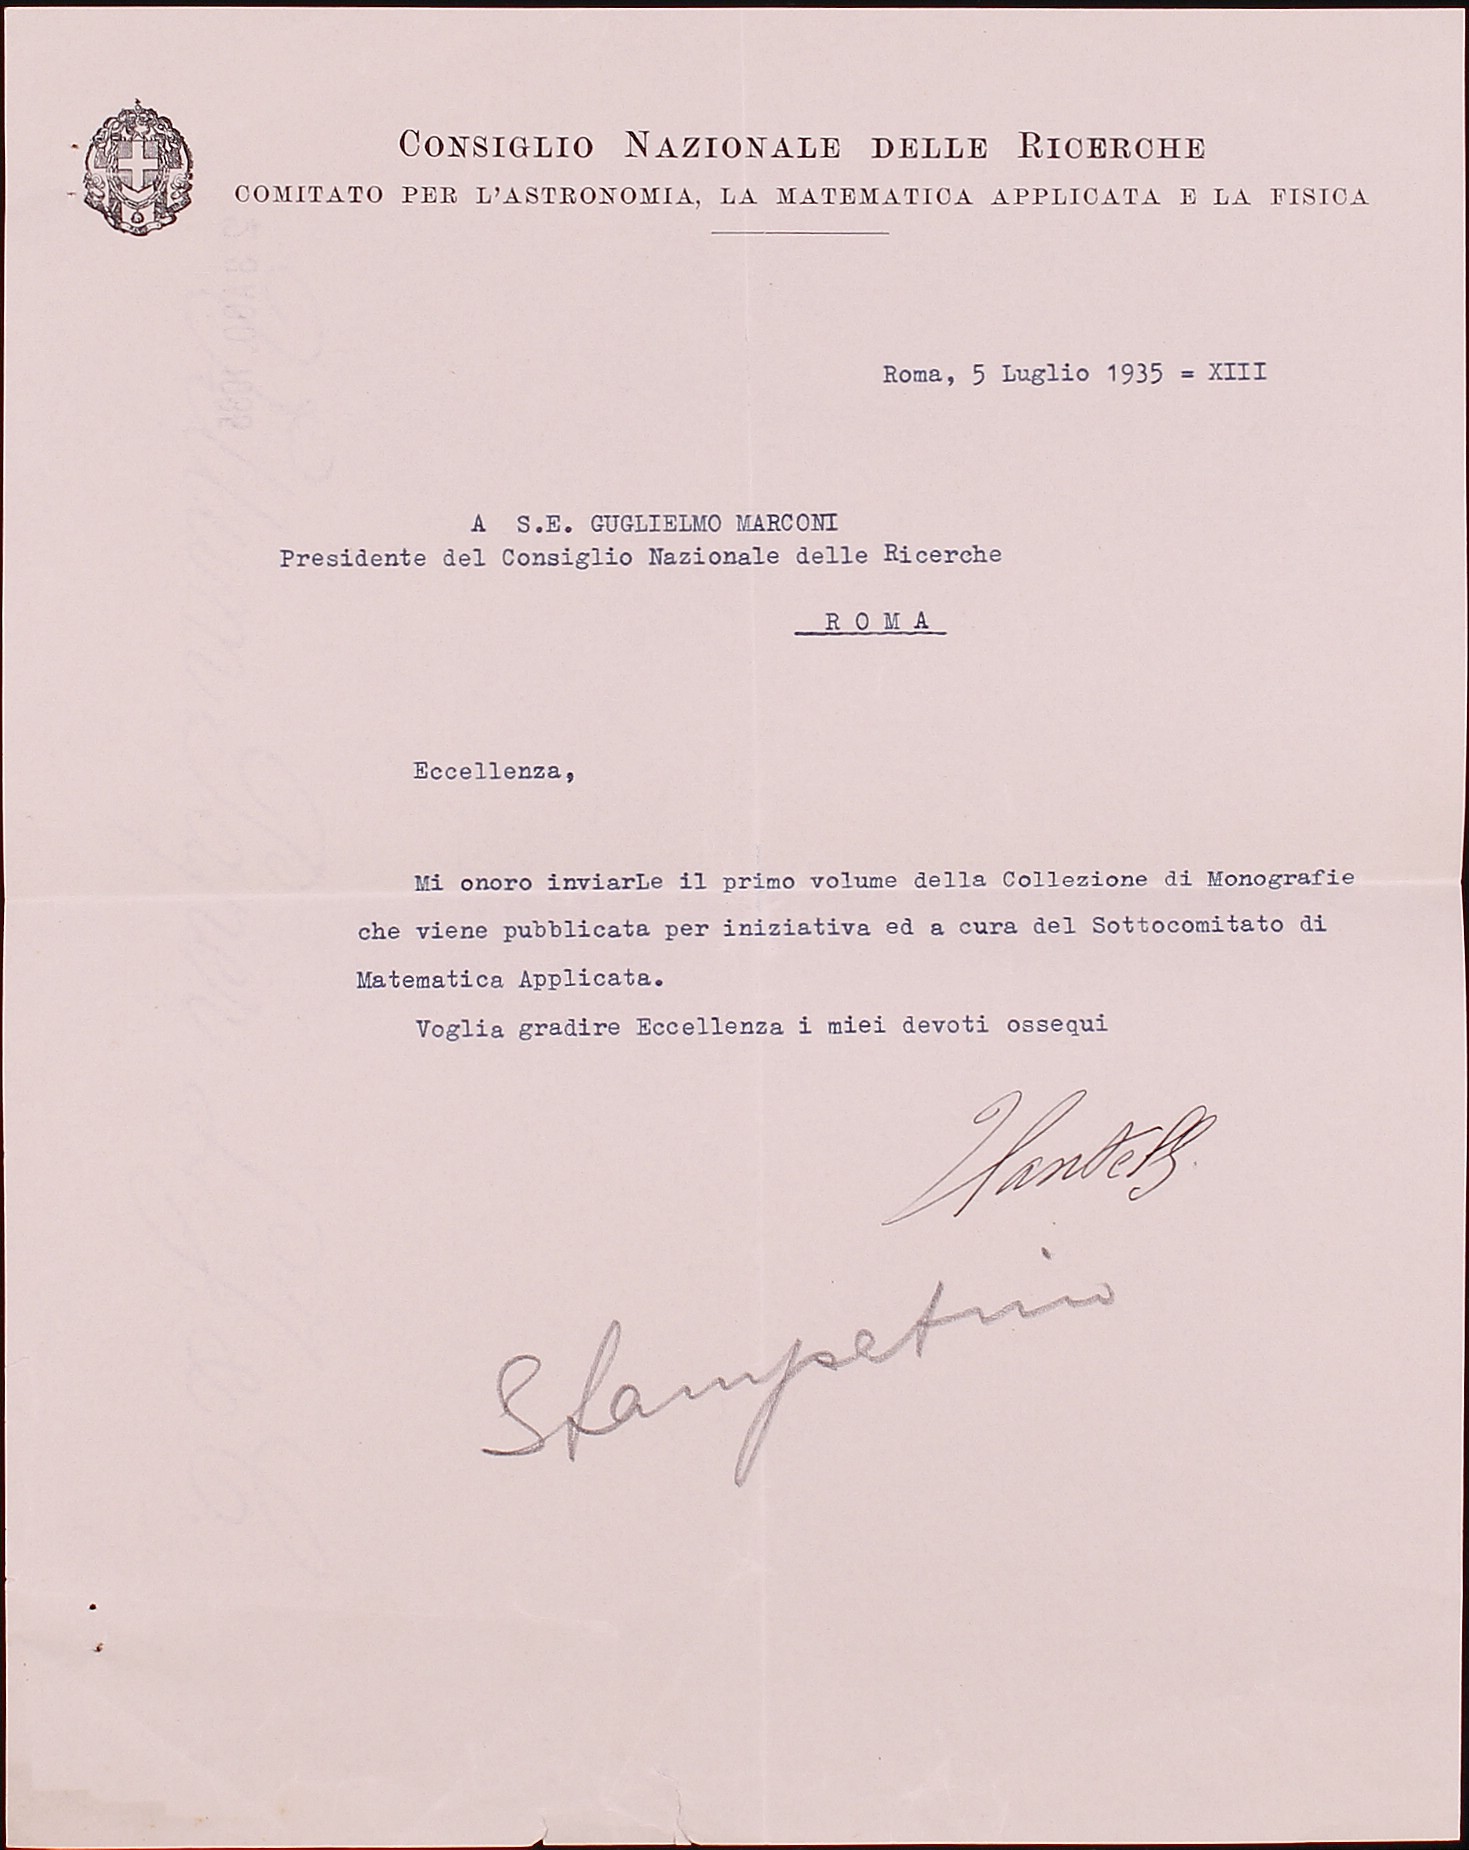 CONSIGLIO NAZIONALE DELLE RICERCHE
COMITATO PER L'ASTRONOMIA, LA MATEMATICA APPLICATA E LA FISICA
Roma, 5 Luglio 1935 = XIII
A S.E. GUGLIELMO MARCONI
Presidente del Consiglio Nazionale delle Ricerche
R O M A
Eccellenza,
Mi onoro inviarLe il primo volume della Collezione di Monografie
che viene pubblicata per iniziativa ed a cura del Sottocomitato di
Matematica Applicata.
Voglia gradire Eccellenza i miei devoti ossequi
Stampatino